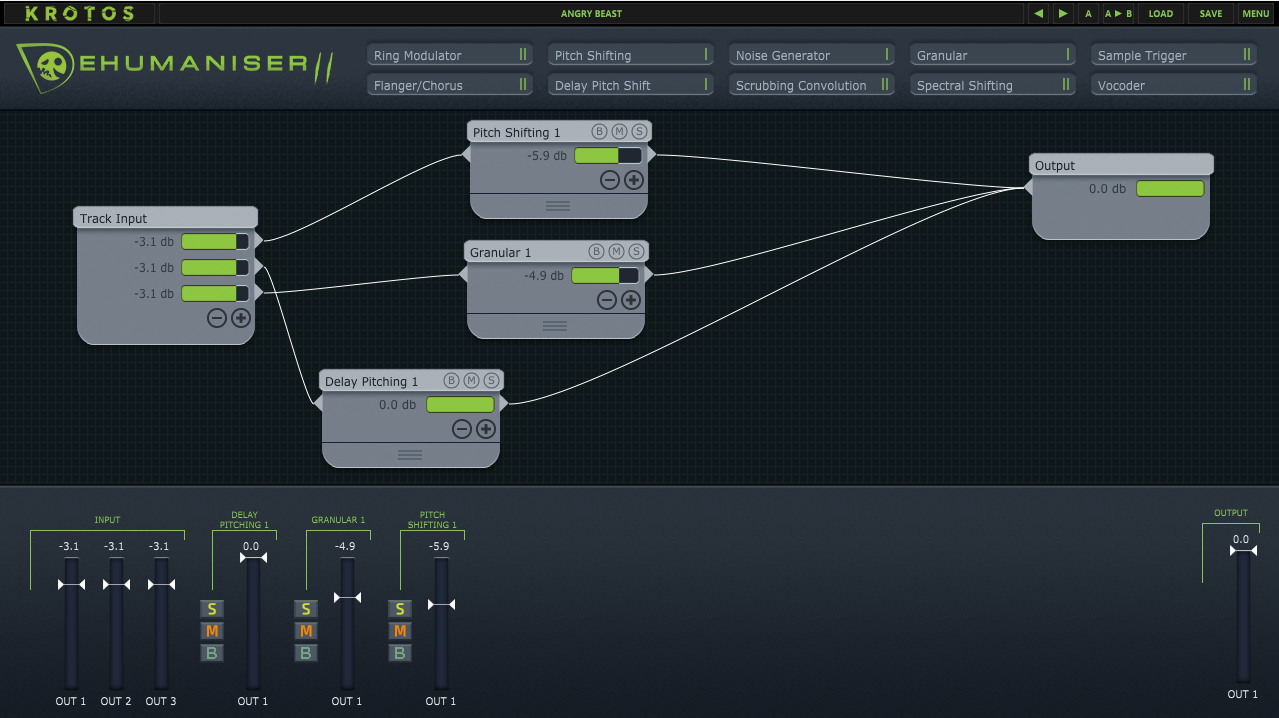 KROTOS
ANGRY BEAST
A
A►B
LOAD
SAVE
MENU
EHUMANISER II
Ring Modulator II
Pitch Shifting I
Noise Generator I
Granular I
Sample Trigger II
Flanger/Chorus II
Delay Pitch Shift I
Scrubbing Convolution II
Spectral Shifting II
Vocoder II
Pitch Shifting 1 B M S
-5.9 db
Output
0.0 db
Track Input
-3.1 db
-3.1 db
-3.1 db
Granular 1 B M S
-4.9 db
Delay Pitching 1 B M S
0.0 db
INPUT
-3.1 -3.1 -3.1
OUT 1 OUT 2 OUT 3
DELAY
PITCHING 1
0.0
S
M
B
OUT 1
GRANULAR 1
-4.9
S
M
B
OUT 1
PITCH
SHIFTING 1
-5.9
S
M
B
OUT 1
OUTPUT
0.0
OUT 1